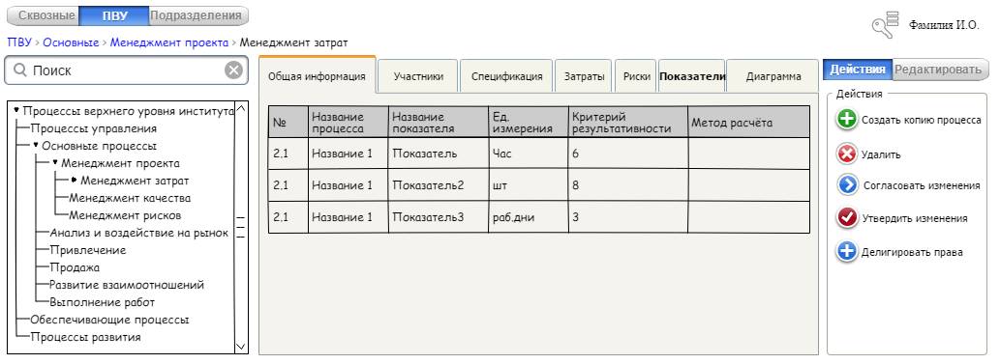 Сквозные ПВУ Подразделения
Фамилия И.О.
ПВУ > Основные > Менеджмент проекта > Менеджмент затрат
Поиск
Процессы верхнего уровня института
Процессы управления
Основные процессы
Менеджмент проекта
Менеджмент затрат
Менеджмент качества
Менеджмент рисков
Анализ и воздействие на рынок
Привлечение
Продажа
Развитие взаимоотношений
Выполнение работ
Обеспечивающие процессы
Процессы развития
Общая информация Участники Спецификация Затраты Риски Показатели Диаграмма
№ Название процесса Название показателя Ед. измерения Критерий результативности Метод расчёта
2.1 Название 1 Показатель Час 6
2.1 Название 1 Показатель2 шт 8
2.1 Название 1 Показатель3 раб.дни 3
Действия Редактировать
Действия
Создать копию процесса
Удалить
Согласовать изменения
Утвердить изменения
Делигировать права